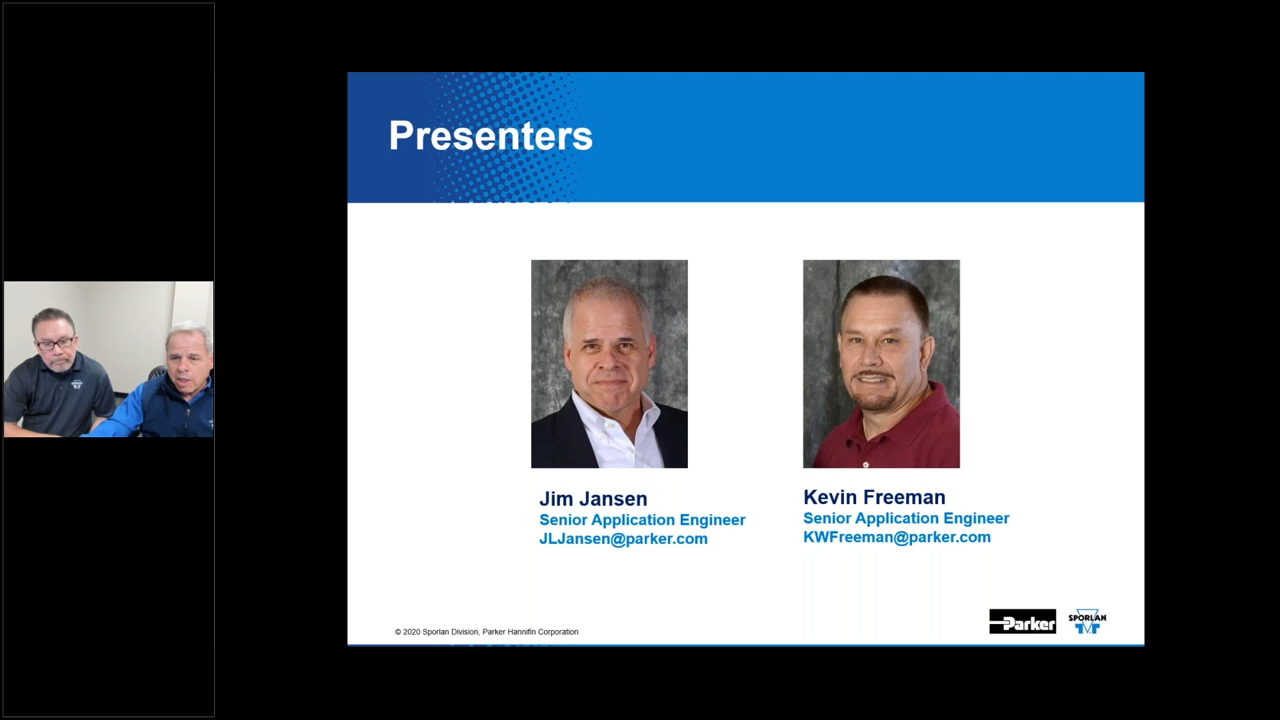 Presenters
Jim Jansen
Senior Application Engineer
JLJansen@parker.com
Kevin Freeman
Senior Application Engineer
KWFreeman@parker.com
© 2020 Sporlan Division, Parker Hannifin Corporation
Parker
SPORLAN